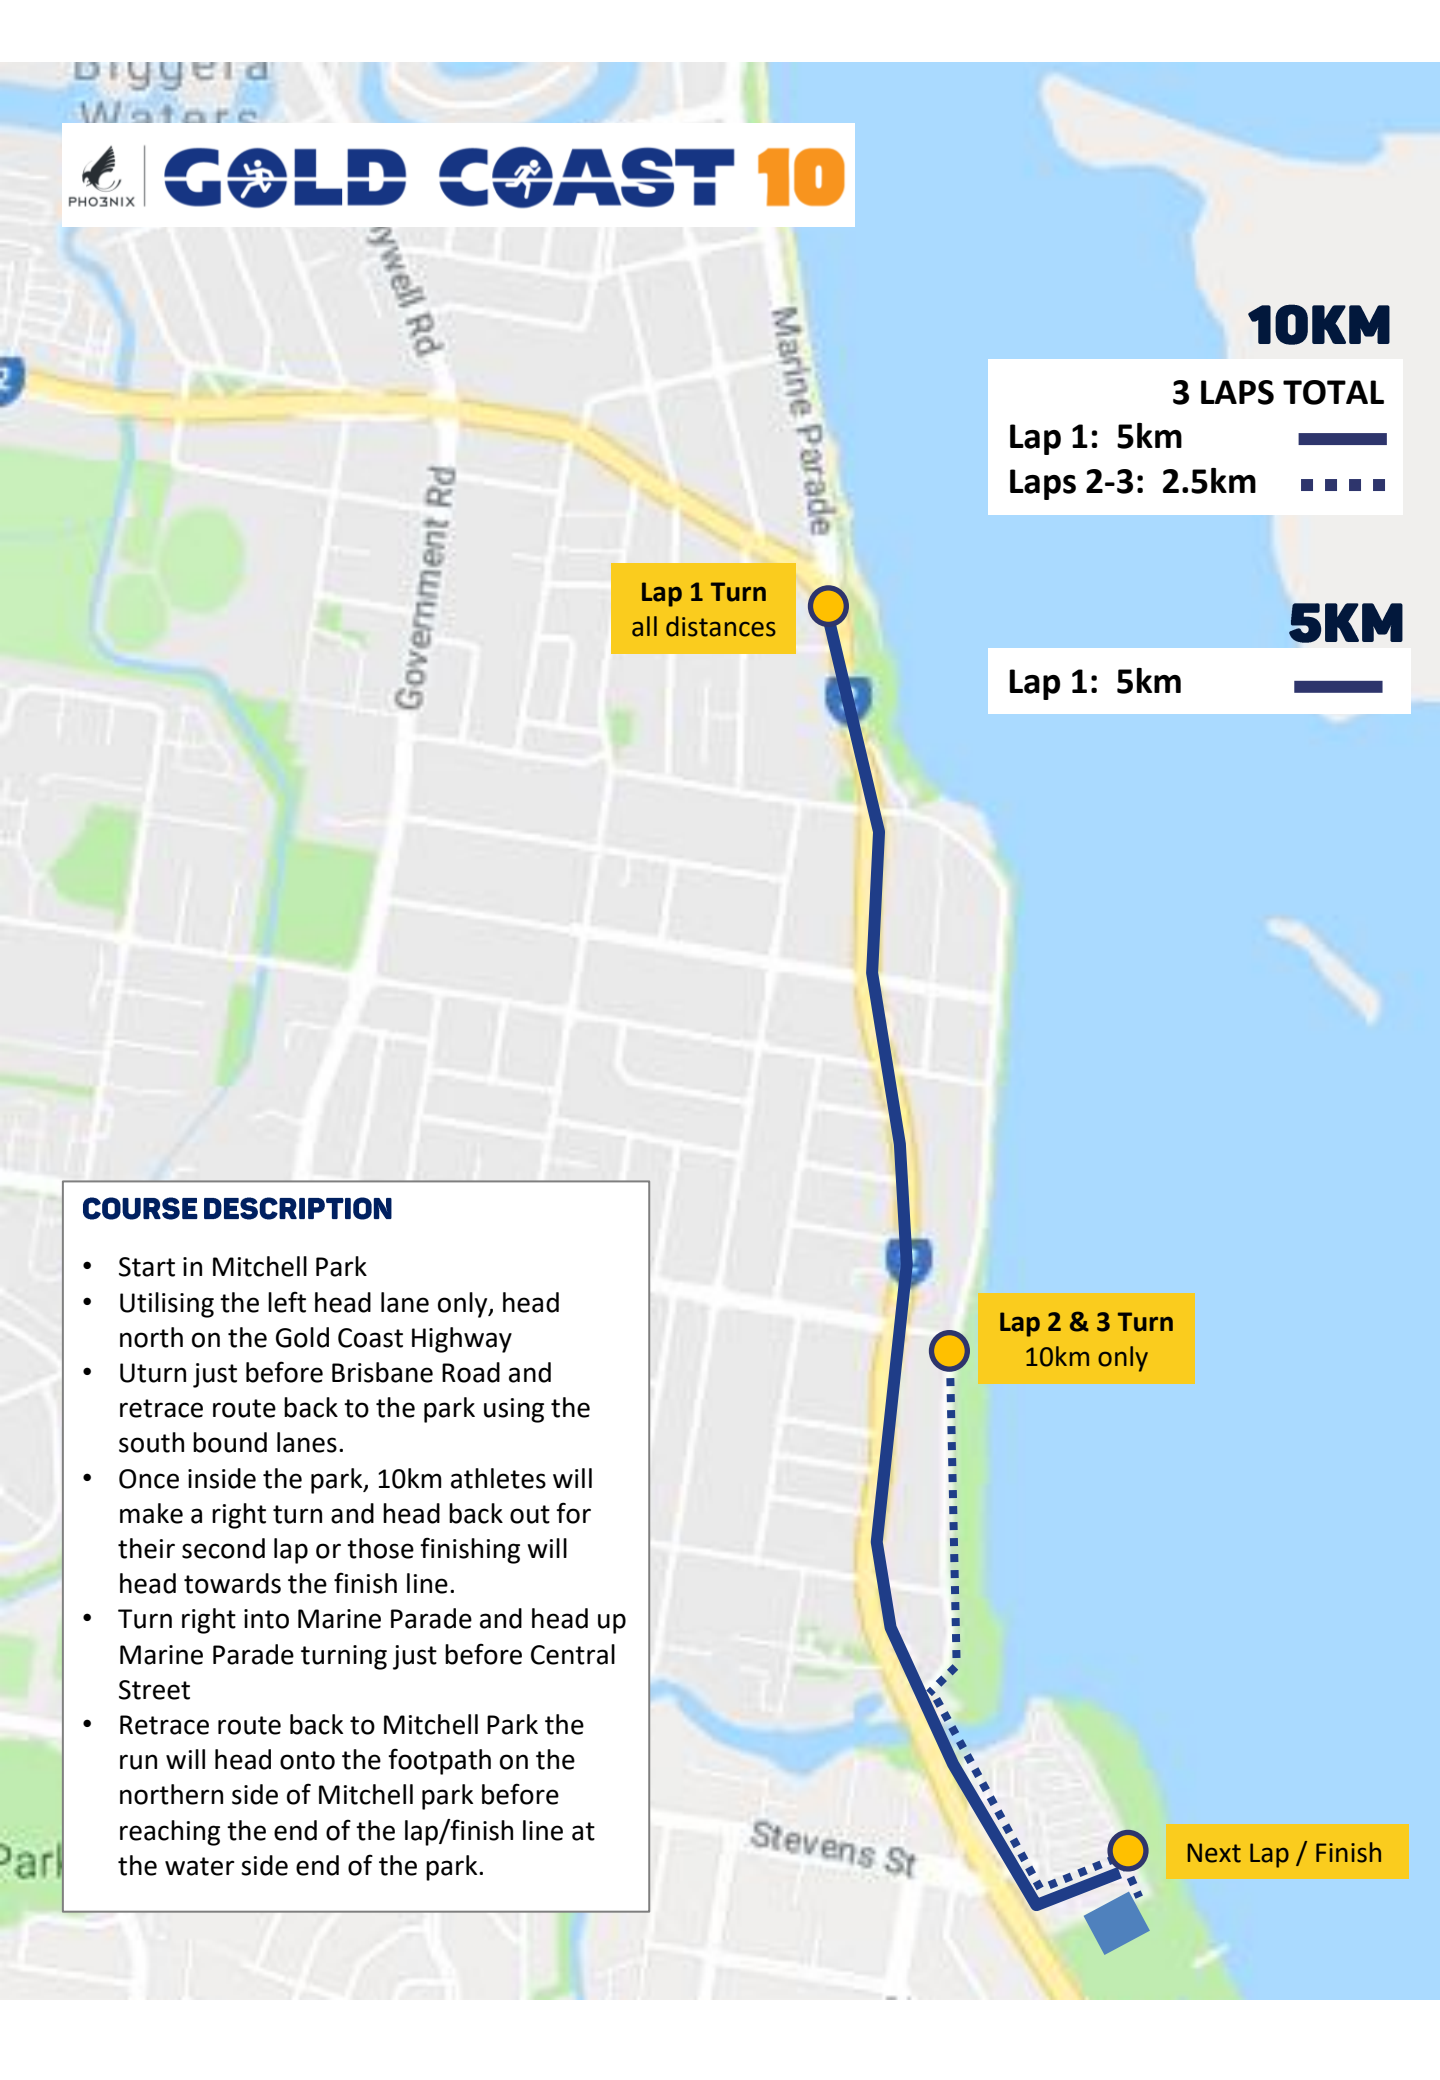 Biggera
Waters
PHO3NIX
GOLD COAST 10
Marine Parade
10KM
3 LAPS TOTAL
Lap 1: 5km
Laps 2-3: 2.5km
Government Rd
Lap 1 Turn
all distances
5KM
Lap 1: 5km
COURSE DESCRIPTION
• Start in Mitchell Park
• Utilising the left head lane only, head
north on the Gold Coast Highway
• Uturn just before Brisbane Road and
retrace route back to the park using the
south bound lanes.
• Once inside the park, 10km athletes will
make a right turn and head back out for
their second lap or those finishing will
head towards the finish line.
• Turn right into Marine Parade and head up
Marine Parade turning just before Central
Street
• Retrace route back to Mitchell Park the
run will head onto the footpath on the
northern side of Mitchell park before
reaching the end of the lap/finish line at
the water side end of the park.
Lap 2 & 3 Turn
10km only
Stevens St
Next Lap / Finish